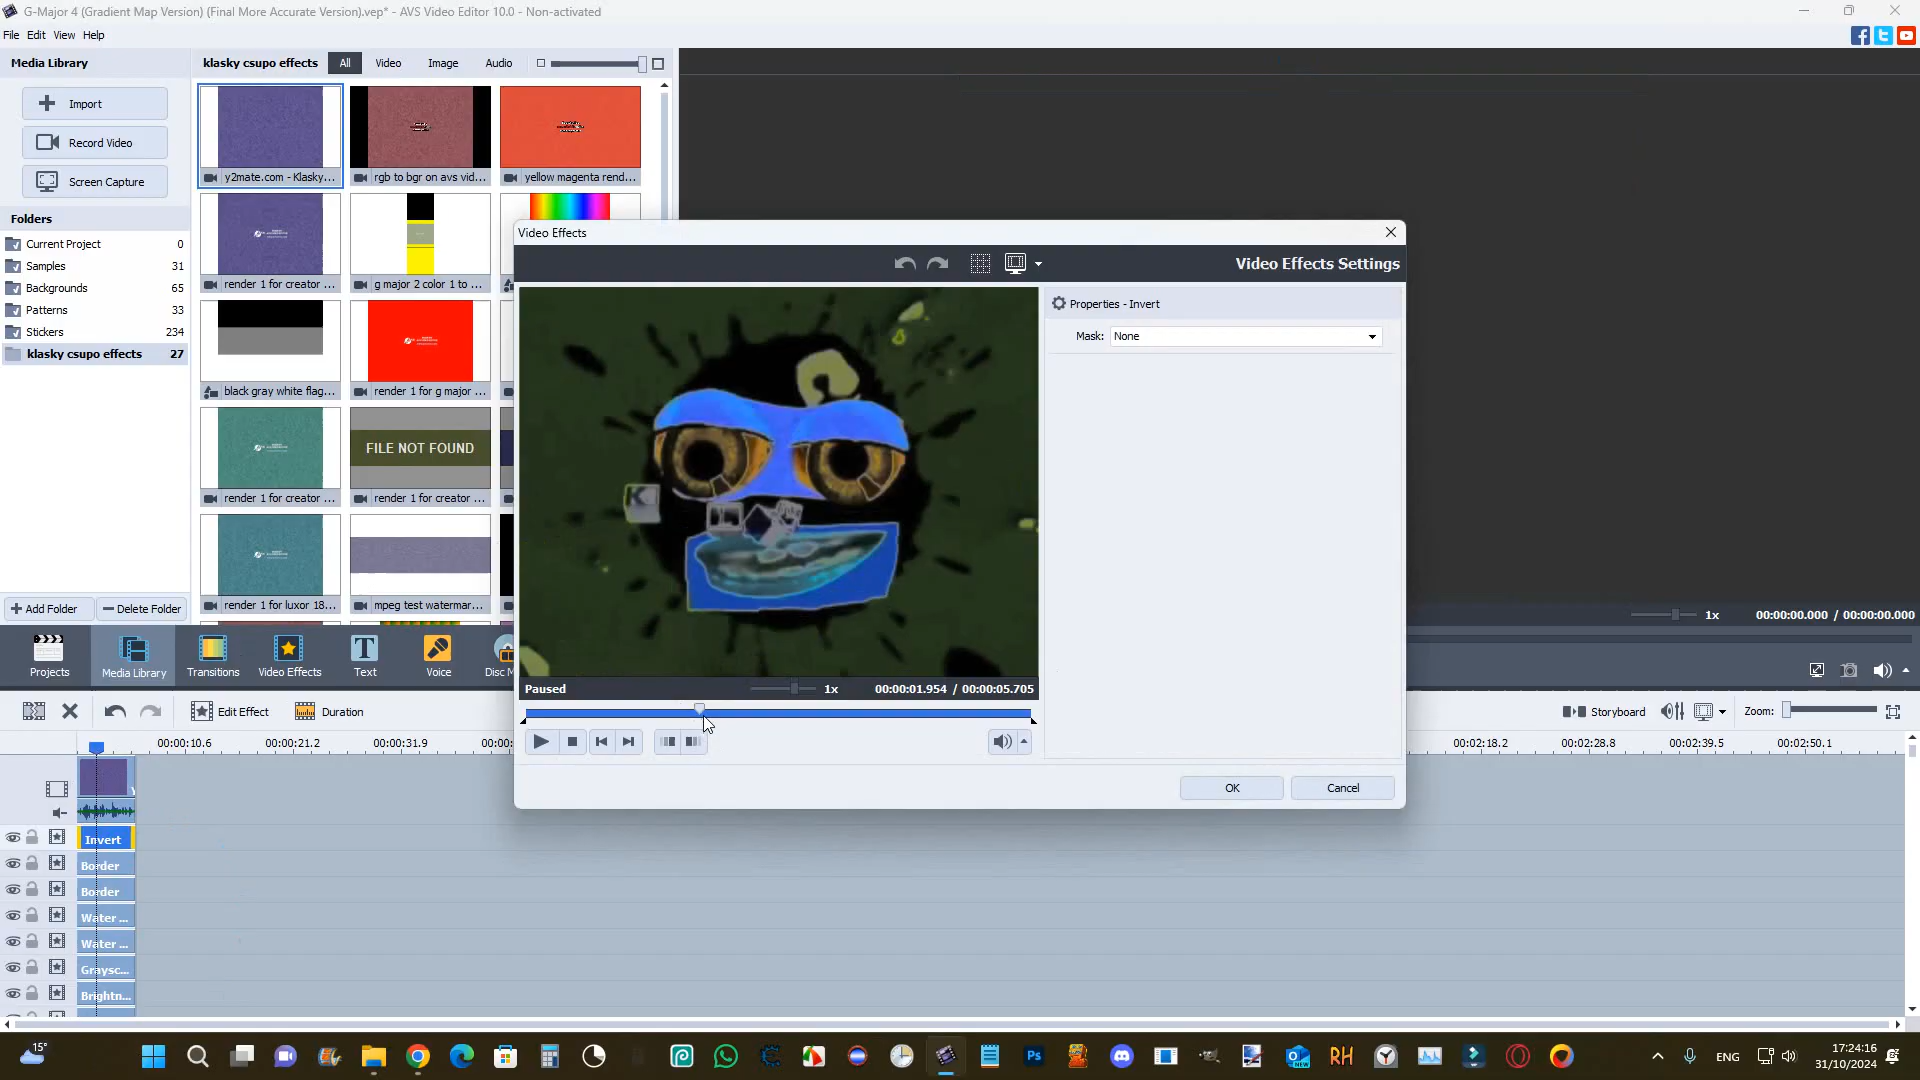 G-Major 4 (Gradient Map Version) (Final More Accurate Version).vep* - AVS Video Editor 10.0 - Non-activated
File Edit View Help
Media Library
klasky csupo effects All Video Image Audio
Import
Record Video
Screen Capture
Folders
Current Project 0
Samples 31
Backgrounds 65
Patterns 33
Stickers 234
klasky csupo effects 27
Add Folder
Delete Folder
y2mate.com - Klasky...
rgb to bgr on avs vid...
yellow magenta rend...
render 1 for creator ...
g major 2 color 1 to ...
black gray white flag...
render 1 for g major ...
FILE NOT FOUND
render 1 for creator ...
render 1 for creator ...
render 1 for luxor 18...
mpeg test watermar...
Video Effects
Video Effects Settings
Properties - Invert
Mask: None
Paused 1x 00:00:01.954 / 00:00:05.705
OK
Cancel
1x 00:00:00.000 / 00:00:00.000
Projects
Media Library
Transitions
Video Effects
Text
Voice
Disc M
Edit Effect
Duration
Storyboard
Zoom:
00:00:10.6 00:00:21.2 00:00:31.9 00:02:18.2 00:02:28.8 00:02:39.5 00:02:50.1
Invert
Border
Border
Water ...
Water ...
Graysc...
Brightn...
15°
Ps
RH
ENG
17:24:16
31/10/2024